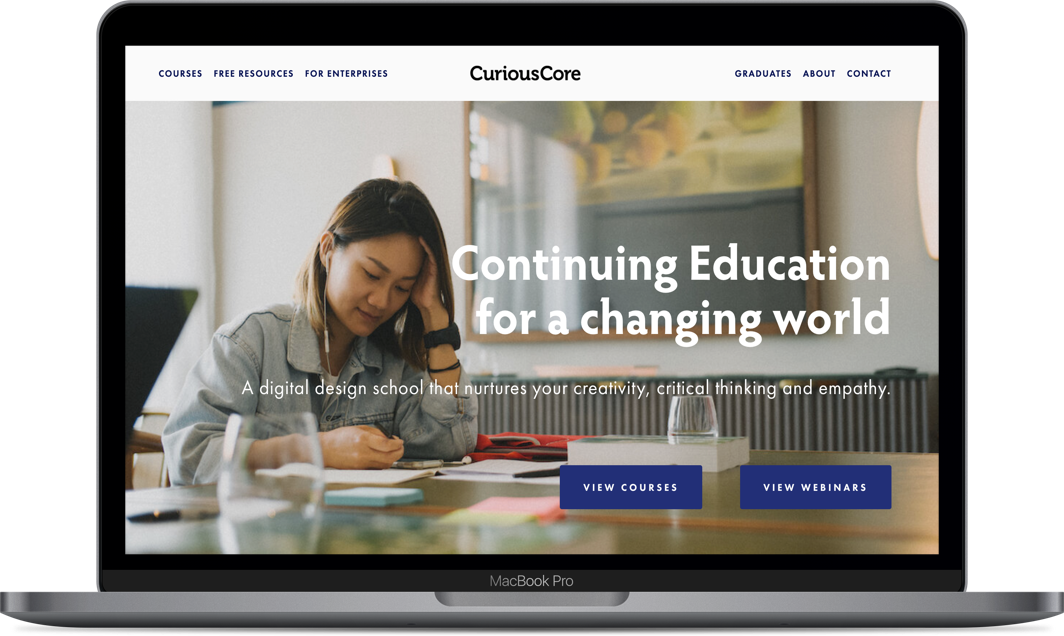 COURSES FREE RESOURCES FOR ENTERPRISES CuriousCore GRADUATES ABOUT CONTACT
Continuing Education
for a changing world
A digital design school that nurtures your creativity, critical thinking and empathy.
VIEW COURSES VIEW WEBINARS
MacBook Pro